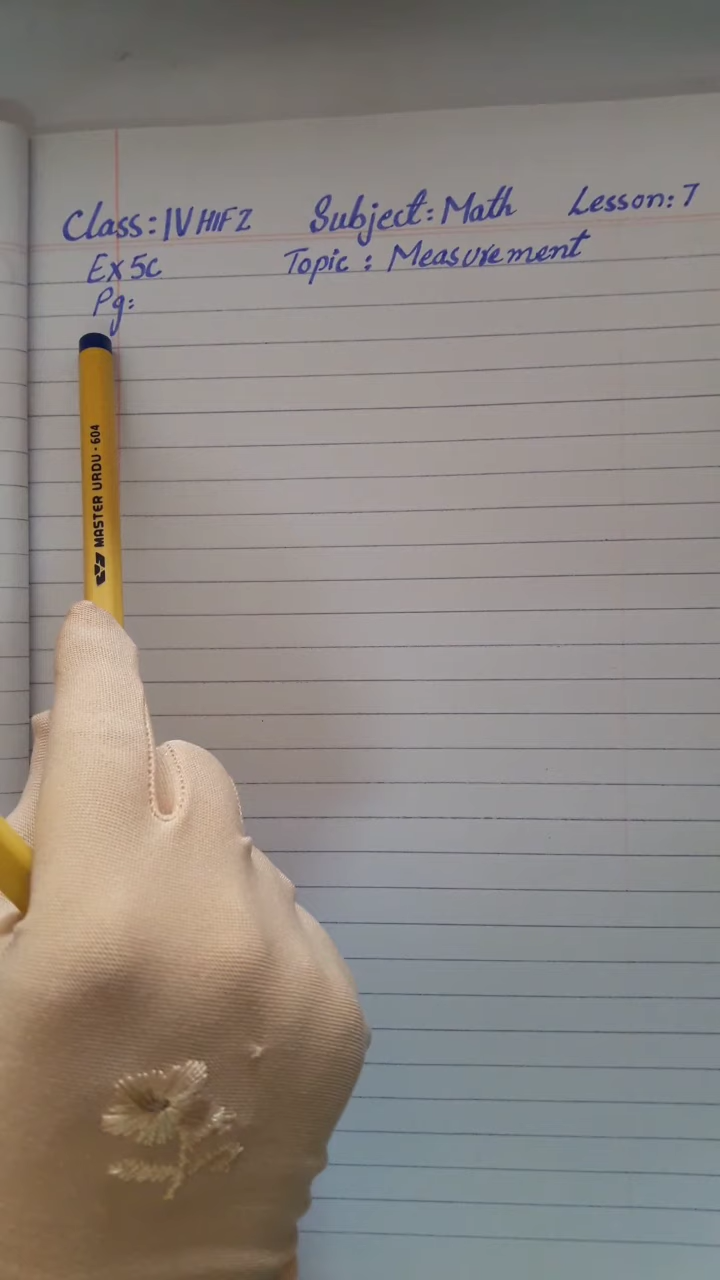 Class: IV HIFZ Subject: Math Lesson: 7
Ex 5c Topic: Measurement
Pg:
MASTER URDU · 604